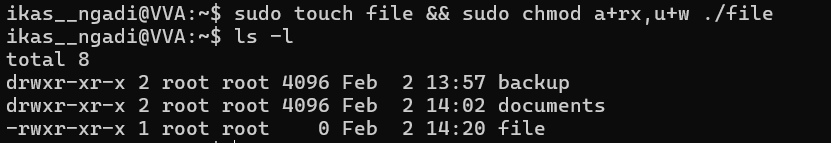 ikas__ngadi@VVA:~$ sudo touch file && sudo chmod a+rx,u+w ./file
ikas__ngadi@VVA:~$ ls -l
total 8
drwxr-xr-x 2 root root 4096 Feb  2 13:57 backup
drwxr-xr-x 2 root root 4096 Feb  2 14:02 documents
-rwxr-xr-x 1 root root    0 Feb  2 14:20 file